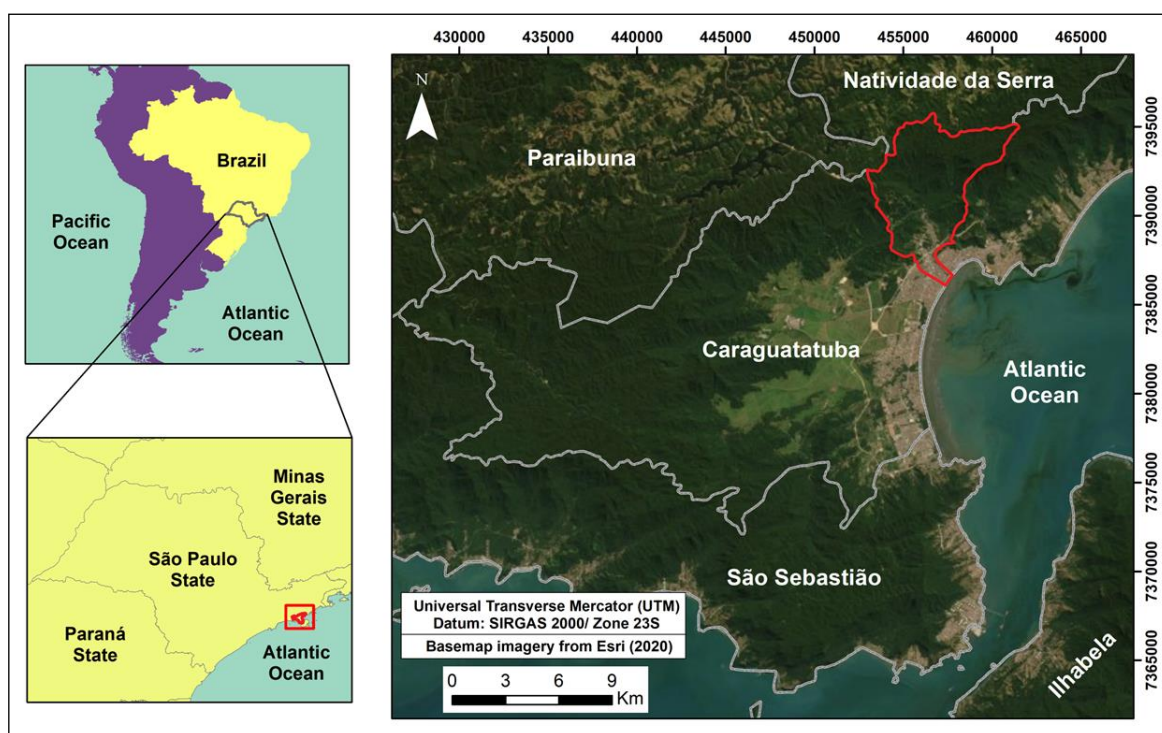 430000 435000 440000 445000 450000 455000 460000 465000
Brazil
Pacific
Ocean
Atlantic
Ocean
Minas
Gerais
State
São Paulo
State
Paraná
State
Atlantic
Ocean
N
Natividade da Serra
Paraibuna
Caraguatatuba
Atlantic
Ocean
São Sebastião
Ilhabela
Universal Transverse Mercator (UTM)
Datum: SIRGAS 2000/ Zone 23S
Basemap imagery from Esri (2020)
0 3 6 9
Km
7395000
7390000
7385000
7380000
7375000
7370000
7365000